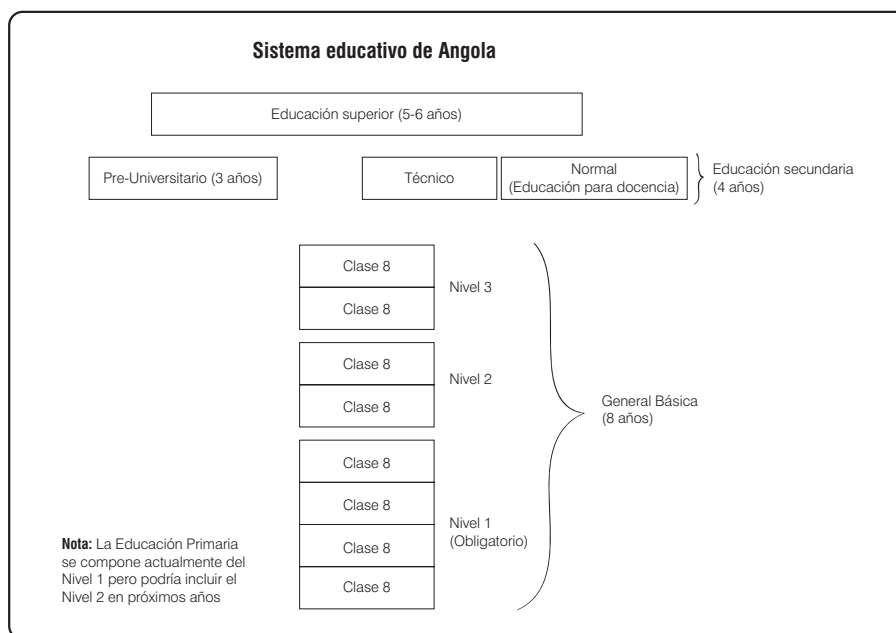 Sistema educativo de Angola
Educación superior (5-6 años)
Pre-Universitario (3 años)
Técnico
Normal
(Educación para docencia)
Educación secundaria
(4 años)
Clase 8
Clase 8
Nivel 3
Clase 8
Clase 8
Nivel 2
General Básica
(8 años)
Clase 8
Clase 8
Clase 8
Clase 8
Nivel 1
(Obligatorio)
Nota: La Educación Primaria
se compone actualmente del
Nivel 1 pero podría incluir el
Nivel 2 en próximos años